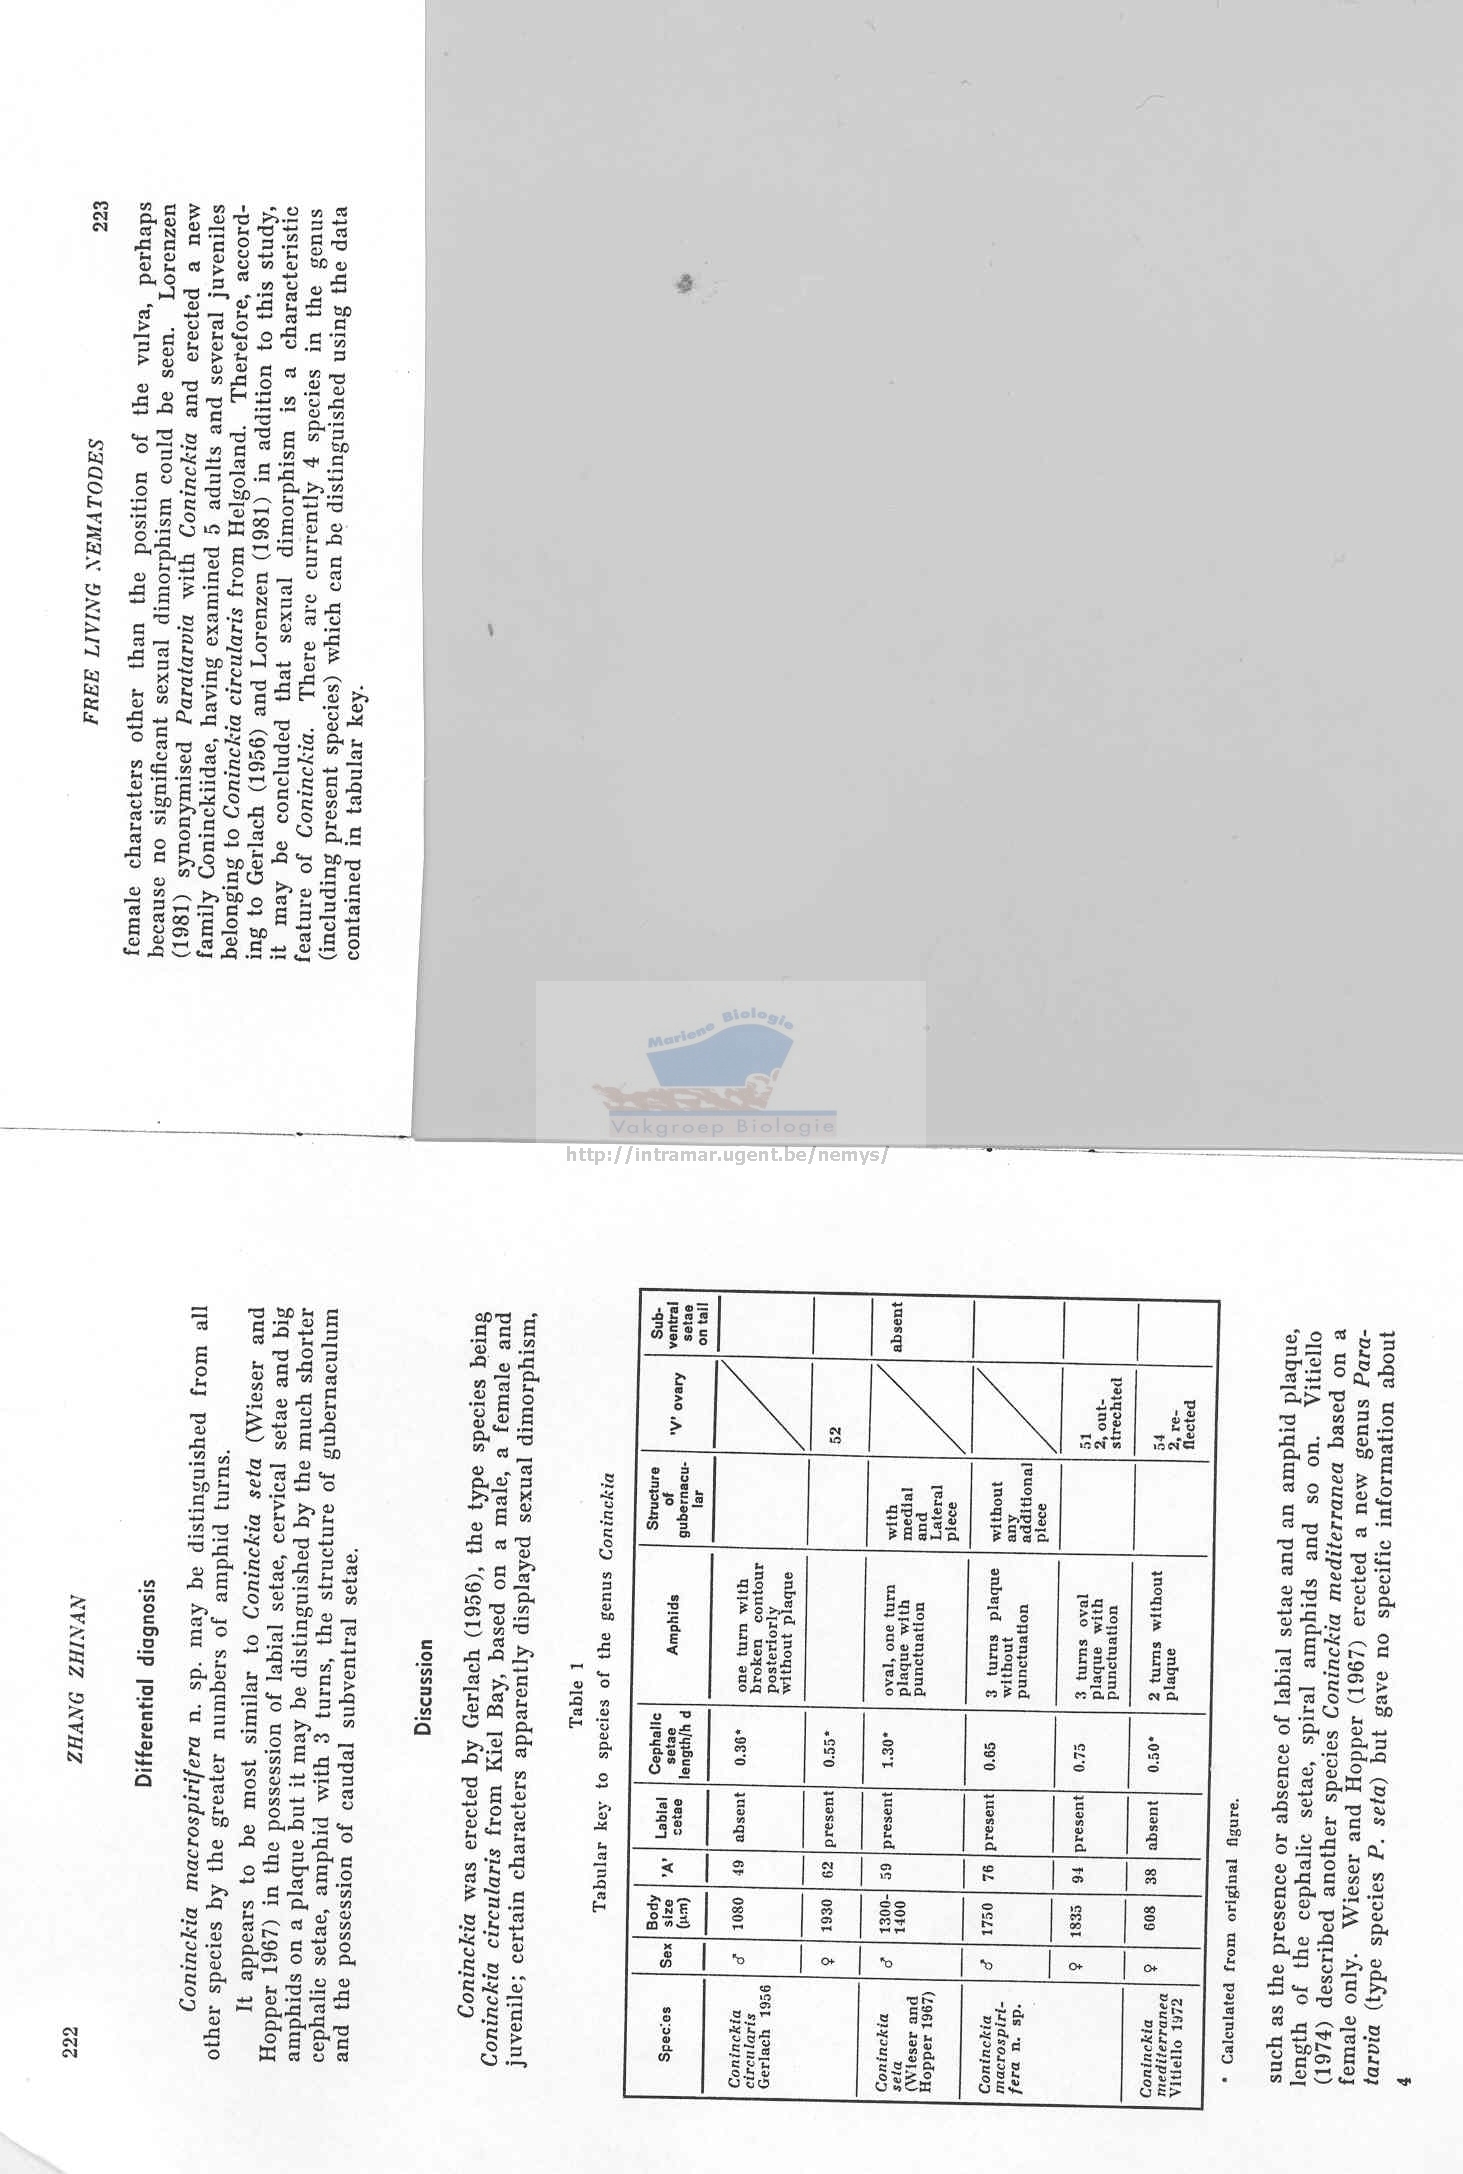 222
ZHANG ZHINAN
Differential diagnosis
Coninckia macrospirifera n. sp. may be distinguished from all
other species by the greater numbers of amphid turns.
It appears to be most similar to Coninckia seta (Wieser and
Hopper 1967) in the possession of labial setae, cervical setae and big
amphids on a plaque but it may be distinguished by the much shorter
cephalic setae, amphid with 3 turns, the structure of gubernaculum
and the possession of caudal subventral setae.
Discussion
Coninckia was erected by Gerlach (1956), the type species being
Coninckia circularis from Kiel Bay, based on a male, a female and
juvenile; certain characters apparently displayed sexual dimorphism,
Table 1
Tabular key to species of the genus Coninckia
Species Sex Body size (μm) 'A' Labial setae Cephalic setae length/h d Amphids Structure of gubernacu-lar 'V' ovary Sub-ventral setae on tail
Coninckia circularis Gerlach 1956 ♂ 1080 49 absent 0.36* one turn with broken contour posteriorly without plaque
♀ 1930 62 present 0.55* 52
Coninckia seta (Wieser and Hopper 1967) ♂ 1300-1400 59 present 1.30* oval, one turn plaque with punctuation with medial and Lateral piece absent
Coninckia macrospiri-fera n. sp. ♂ 1750 76 present 0.65 3 turns plaque without punctuation without any additional piece
♀ 1835 94 present 0.75 3 turns oval plaque with punctuation 51 2, out-strechted
Coninckia mediterranea Vitiello 1972 ♀ 608 38 absent 0.50* 2 turns without plaque 54 2, re-flected
* Calculated from original figure.
such as the presence or absence of labial setae and an amphid plaque,
length of the cephalic setae, spiral amphids and so on. Vitiello
(1974) described another species Coninckia mediterranea based on a
female only. Wieser and Hopper (1967) erected a new genus Para-
tarvia (type species P. seta) but gave no specific information about
4
FREE LIVING NEMATODES
223
female characters other than the position of the vulva, perhaps
because no significant sexual dimorphism could be seen. Lorenzen
(1981) synonymised Paratarvia with Coninckia and erected a new
family Coninckiidae, having examined 5 adults and several juveniles
belonging to Coninckia circularis from Helgoland. Therefore, accord-
ing to Gerlach (1956) and Lorenzen (1981) in addition to this study,
it may be concluded that sexual dimorphism is a characteristic
feature of Coninckia. There are currently 4 species in the genus
(including present species) which can be distinguished using the data
contained in tabular key.
Mariene Biologie
Vakgroep Biologie
http://intramar.ugent.be/nemys/